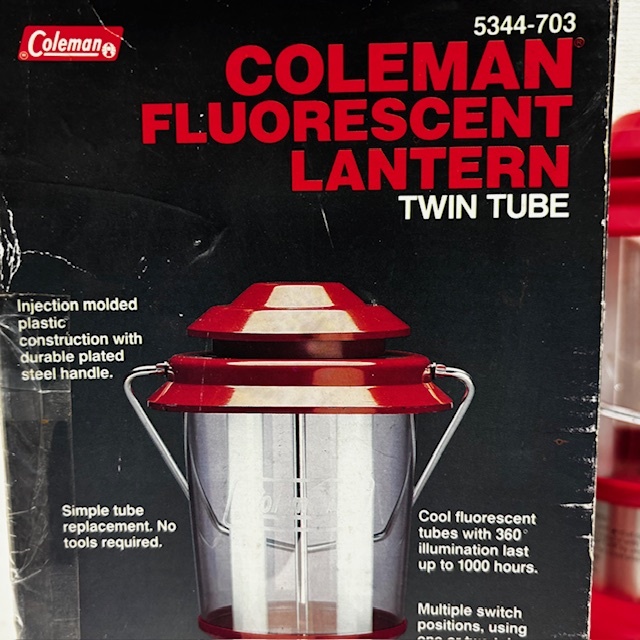 Coleman
5344-703
COLEMAN®
FLUORESCENT
LANTERN
TWIN TUBE
Injection molded
plastic
construction with
durable plated
steel handle.
Simple tube
replacement. No
tools required.
Cool fluorescent
tubes with 360°
illumination last
up to 1000 hours.
Multiple switch
positions, using